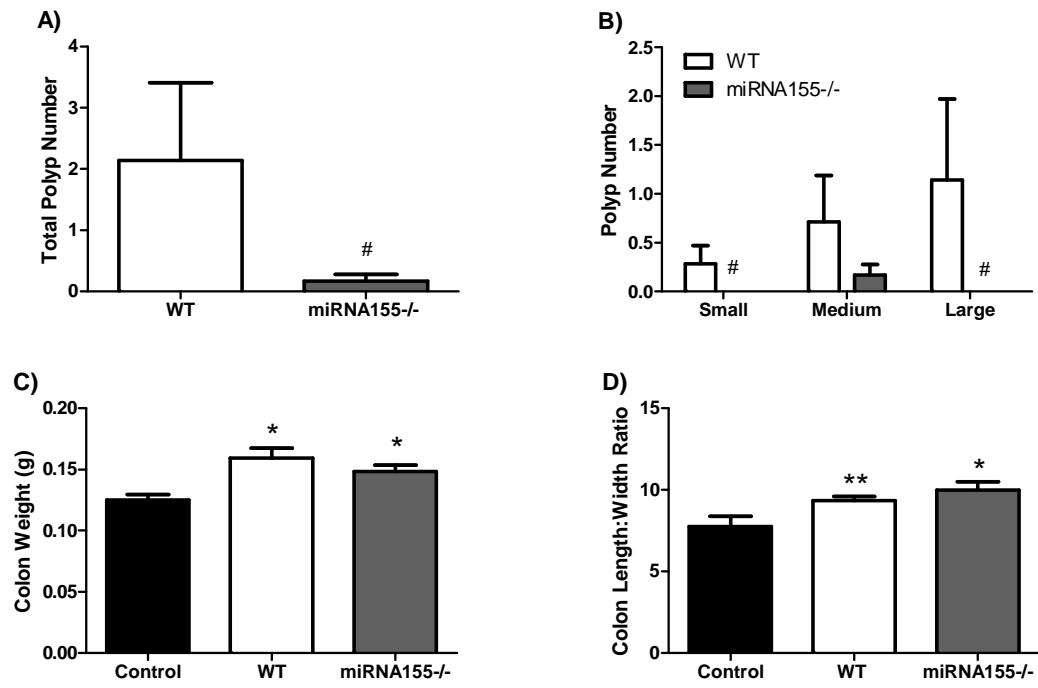 A)
Total Polyp Number
4
3
2
1
0
#
WT
miRNA155-/-
B)
Polyp Number
2.5
2.0
1.5
1.0
0.5
0.0
WT
miRNA155-/-
#
#
Small
Medium
Large
C)
Colon Weight (g)
0.20
0.15
0.10
0.05
0.00
*
*
Control
WT
miRNA155-/-
D)
Colon Length:Width Ratio
15
10
5
0
**
*
Control
WT
miRNA155-/-